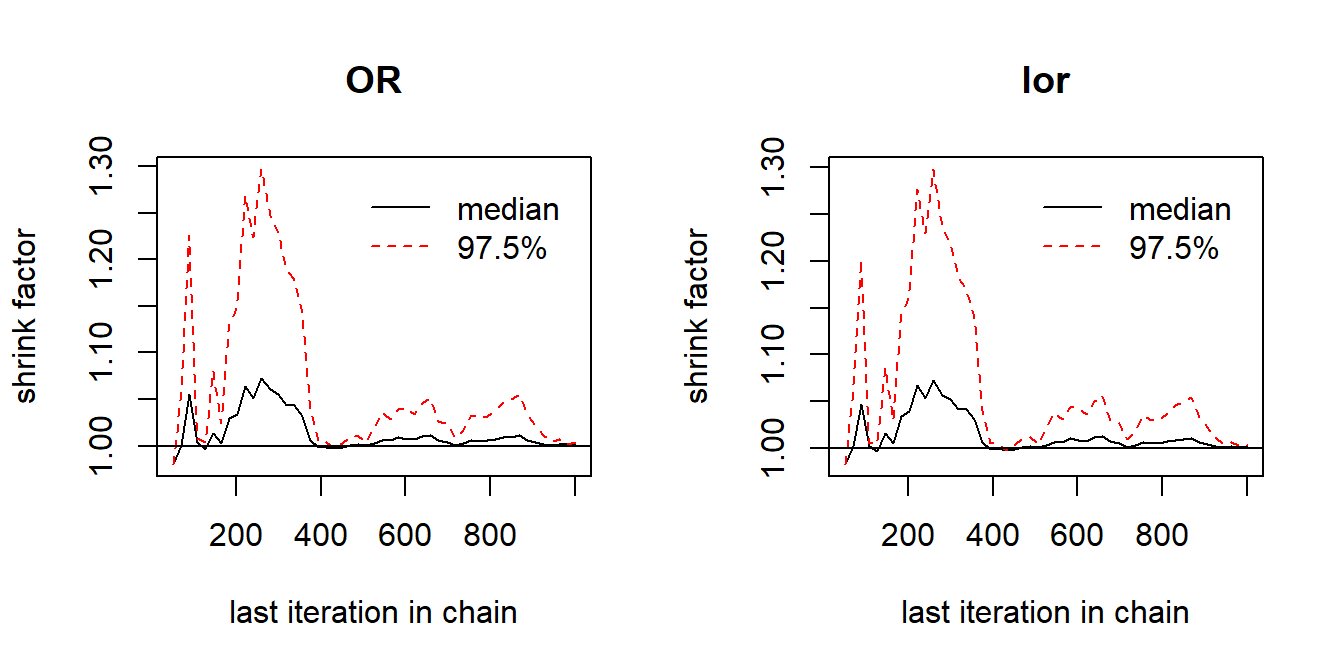 OR
shrink factor
1.30
1.20
1.10
1.00
median
97.5%
200 400 600 800
last iteration in chain
lor
shrink factor
1.30
1.20
1.10
1.00
median
97.5%
200 400 600 800
last iteration in chain